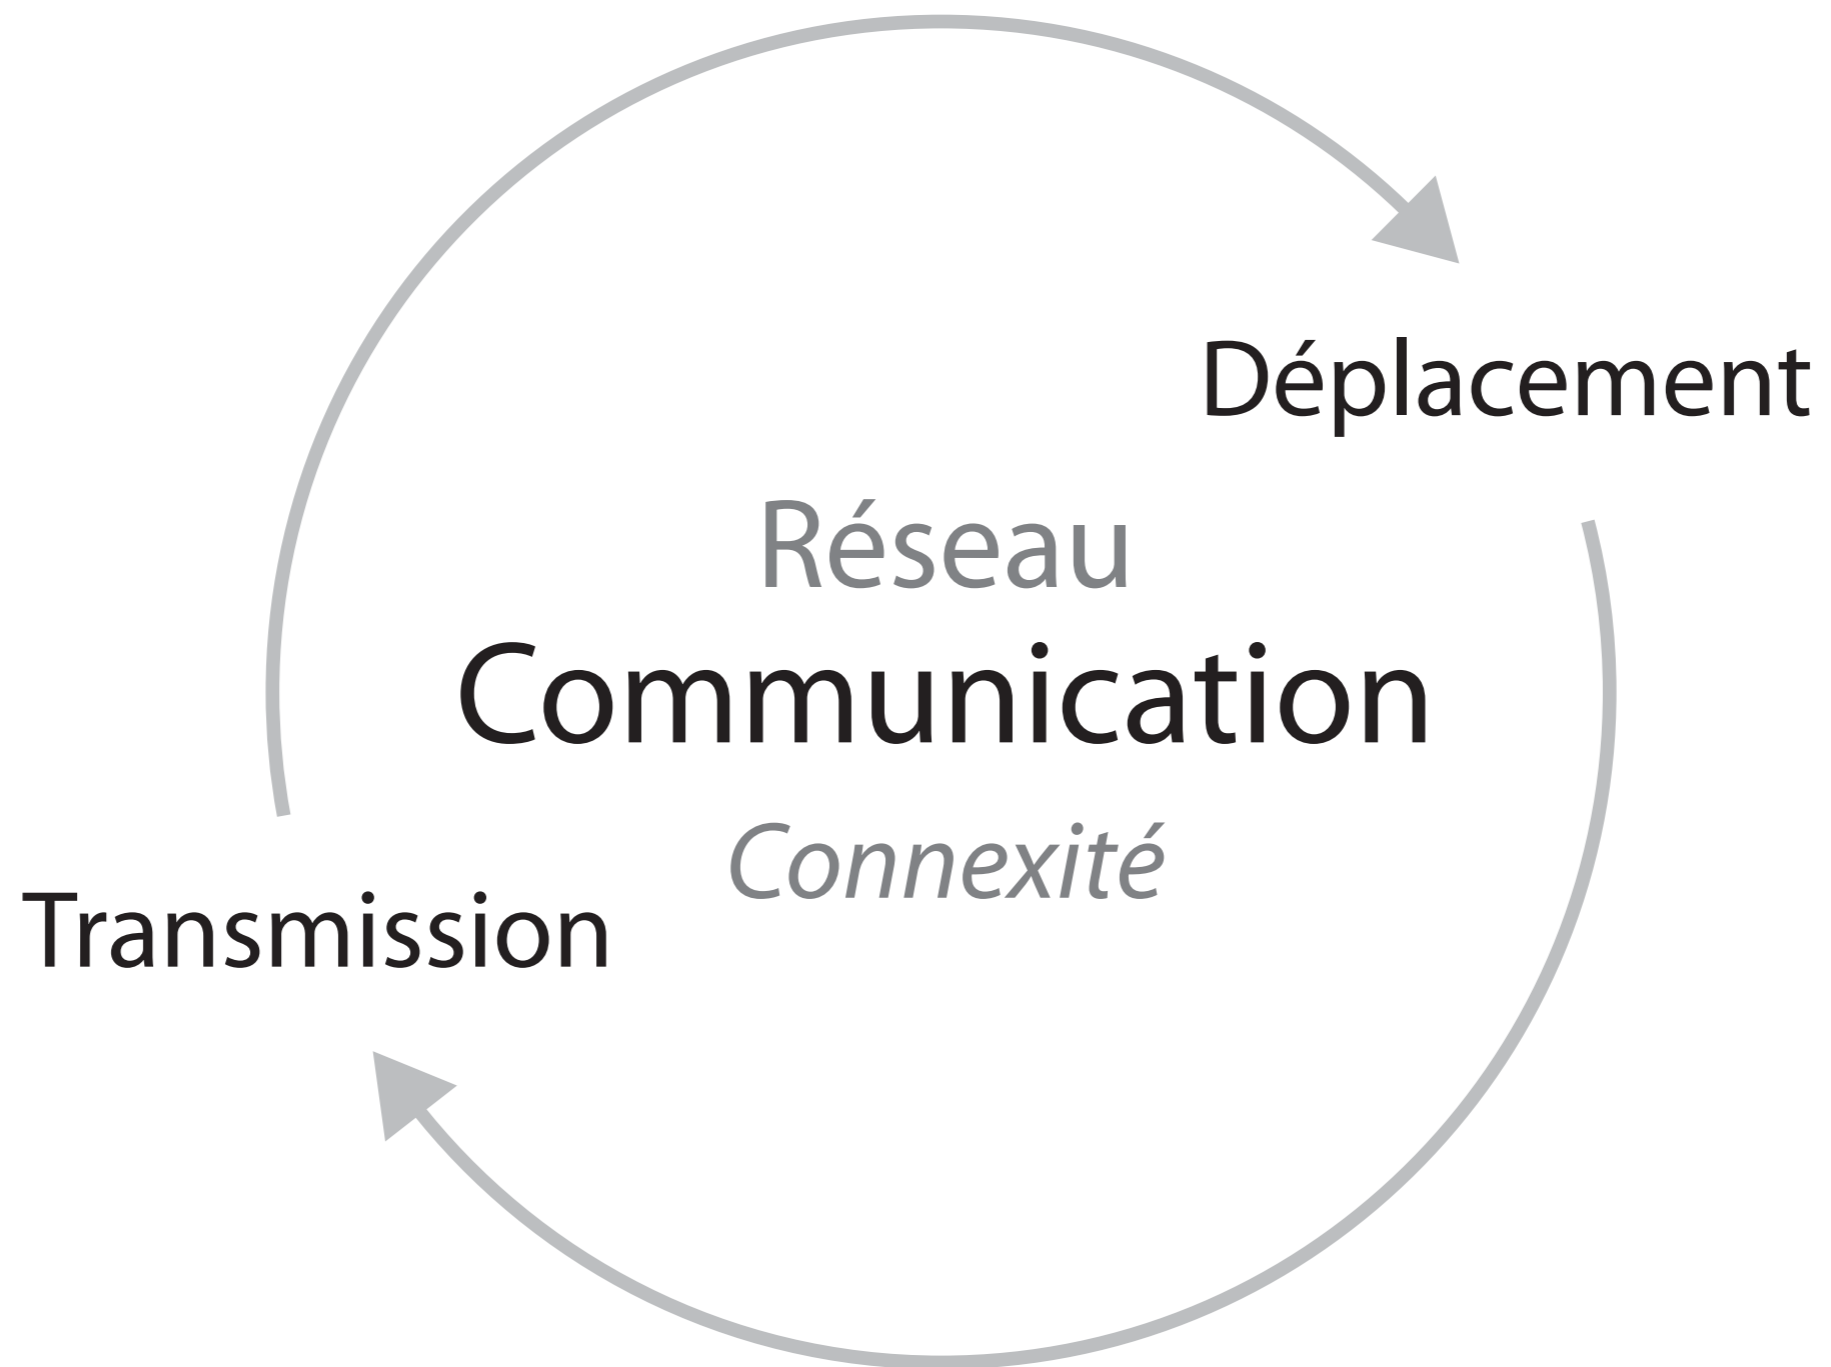 Déplacement
Réseau
Communication
Connexité
Transmission